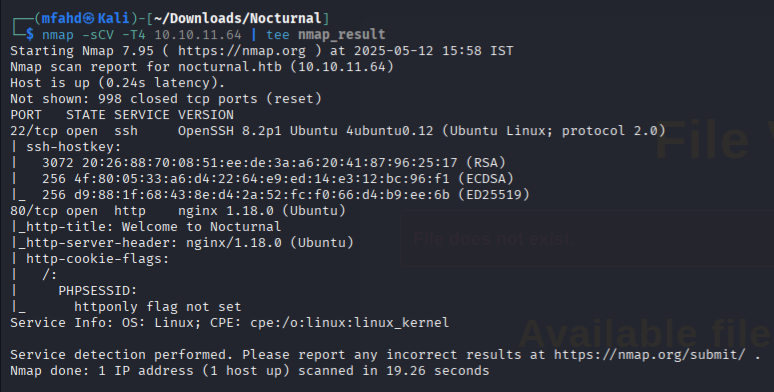 ┌──(mfahd㉿Kali)-[~/Downloads/Nocturnal]
└─$ nmap -sCV -T4 10.10.11.64 | tee nmap_result
Starting Nmap 7.95 ( https://nmap.org ) at 2025-05-12 15:58 IST
Nmap scan report for nocturnal.htb (10.10.11.64)
Host is up (0.24s latency).
Not shown: 998 closed tcp ports (reset)
PORT   STATE SERVICE VERSION
22/tcp open  ssh     OpenSSH 8.2p1 Ubuntu 4ubuntu0.12 (Ubuntu Linux; protocol 2.0)
| ssh-hostkey:
|   3072 20:26:88:70:08:51:ee:de:3a:a6:20:41:87:96:25:17 (RSA)
|   256 4f:80:05:33:a6:d4:22:64:e9:ed:14:e3:12:bc:96:f1 (ECDSA)
|_  256 d9:88:1f:68:43:8e:d4:2a:52:fc:f0:66:d4:b9:ee:6b (ED25519)
80/tcp open  http    nginx 1.18.0 (Ubuntu)
|_http-title: Welcome to Nocturnal
|_http-server-header: nginx/1.18.0 (Ubuntu)
| http-cookie-flags:
|   /:
|     PHPSESSID:
|_      httponly flag not set
Service Info: OS: Linux; CPE: cpe:/o:linux:linux_kernel
Service detection performed. Please report any incorrect results at https://nmap.org/submit/ .
Nmap done: 1 IP address (1 host up) scanned in 19.26 seconds
File
File does not exist.
Available file